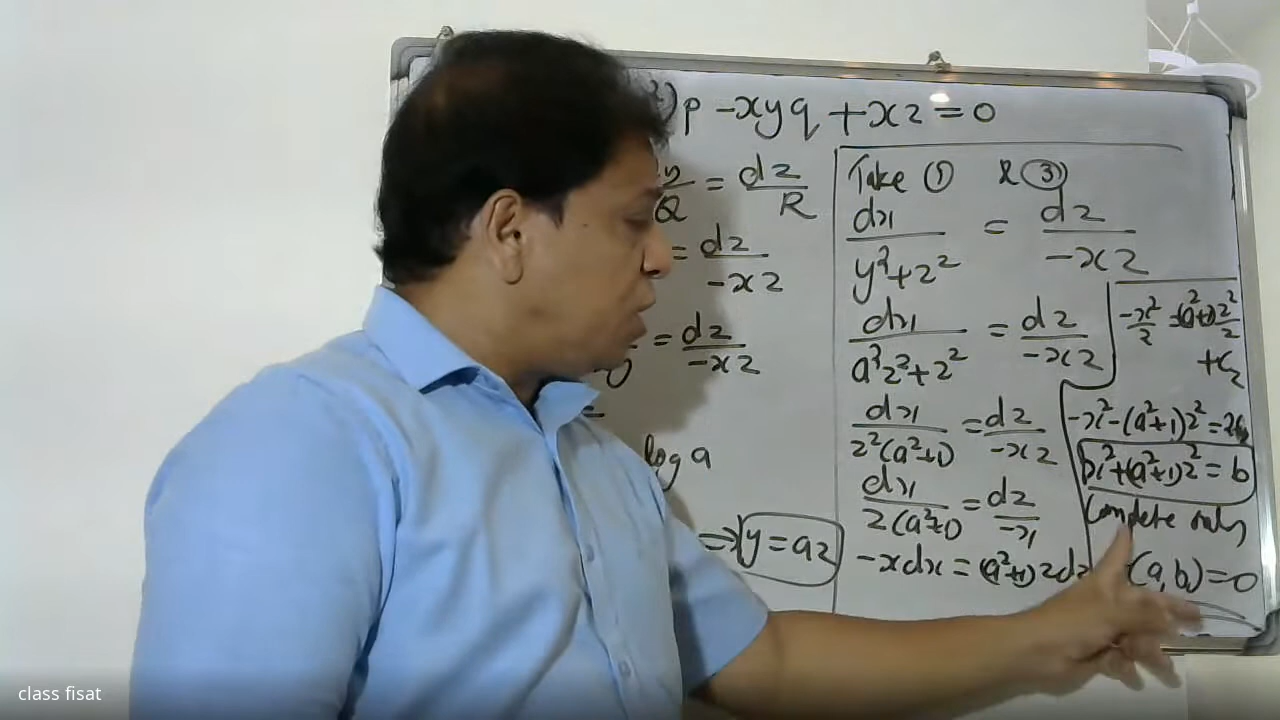 ²)p -xyq +xz = 0
y/Q = dz/R
= dz/-xz
= dz/-xz
=
log a
=> y = az
Take ① & ③
dx/y²+z² = dz/-xz
dx/a²z²+z² = dz/-xz
dx/z²(a²+1) = dz/-xz
dx/z(a²+1) = dz/-x
-xdx = (a²+1)zdz
-x²/2 = (a²+1)z²/2
+c₂
-x²-(a²+1)z² = 2c₂
x²+(a²+1)z² = b
Complete soln
(a,b)=0
class fisat